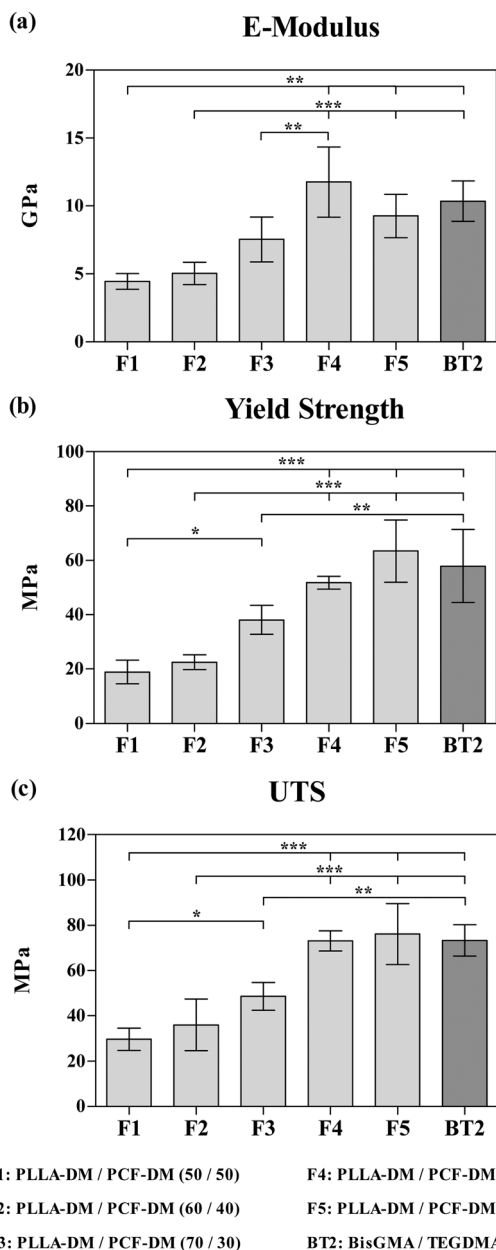 (a)
E-Modulus
20
**
***
15
**
GPa
10
5
0
F1 F2 F3 F4 F5 BT2
(b)
Yield Strength
100
***
80
***
**
*
60
MPa
40
20
0
F1 F2 F3 F4 F5 BT2
(c)
UTS
120
***
100
***
**
80
*
MPa
60
40
20
0
F1 F2 F3 F4 F5 BT2
1: PLLA-DM / PCF-DM (50 / 50) F4: PLLA-DM / PCF-DM
2: PLLA-DM / PCF-DM (60 / 40) F5: PLLA-DM / PCF-DM
3: PLLA-DM / PCF-DM (70 / 30) BT2: BisGMA / TEGDMA